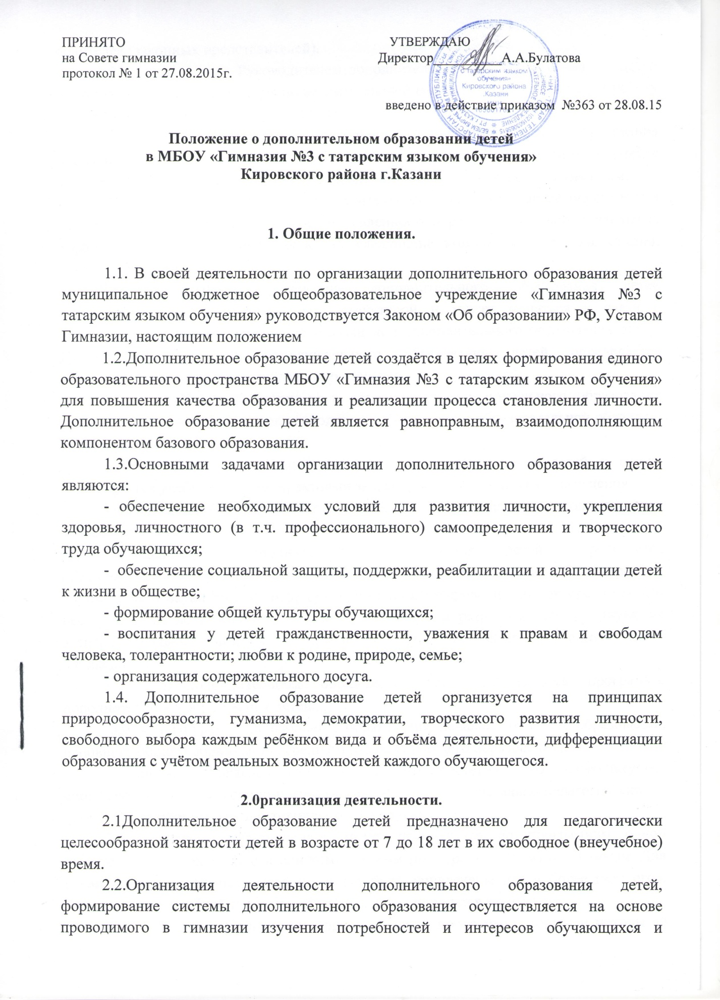 ПРИНЯТО
УТВЕРЖДАЮ
на Совете гимназии
Директор__________А.А.Булатова
протокол № 1 от 27.08.2015г.
с татарским языком
обучения»
Кировского района
г.Казани
ИНН
введено в действие приказом №363 от 28.08.15
Положение о дополнительном образовании детей
в МБОУ «Гимназия №3 с татарским языком обучения»
Кировского района г.Казани
1. Общие положения.
1.1. В своей деятельности по организации дополнительного образования детей
муниципальное бюджетное общеобразовательное учреждение «Гимназия №3 с
татарским языком обучения» руководствуется Законом «Об образовании» РФ, Уставом
Гимназии, настоящим положением
1.2.Дополнительное образование детей создаётся в целях формирования единого
образовательного пространства МБОУ «Гимназия №3 с татарским языком обучения»
для повышения качества образования и реализации процесса становления личности.
Дополнительное образование детей является равноправным, взаимодополняющим
компонентом базового образования.
1.3.Основными задачами организации дополнительного образования детей
являются:
- обеспечение необходимых условий для развития личности, укрепления
здоровья, личностного (в т.ч. профессионального) самоопределения и творческого
труда обучающихся;
- обеспечение социальной защиты, поддержки, реабилитации и адаптации детей
к жизни в обществе;
- формирование общей культуры обучающихся;
- воспитания у детей гражданственности, уважения к правам и свободам
человека, толерантности; любви к родине, природе, семье;
- организация содержательного досуга.
1.4. Дополнительное образование детей организуется на принципах
природосообразности, гуманизма, демократии, творческого развития личности,
свободного выбора каждым ребёнком вида и объёма деятельности, дифференциации
образования с учётом реальных возможностей каждого обучающегося.
2.0рганизация деятельности.
2.1Дополнительное образование детей предназначено для педагогически
целесообразной занятости детей в возрасте от 7 до 18 лет в их свободное (внеучебное)
время.
2.2.Организация деятельности дополнительного образования детей,
формирование системы дополнительного образования осуществляется на основе
проводимого в гимназии изучения потребностей и интересов обучающихся и